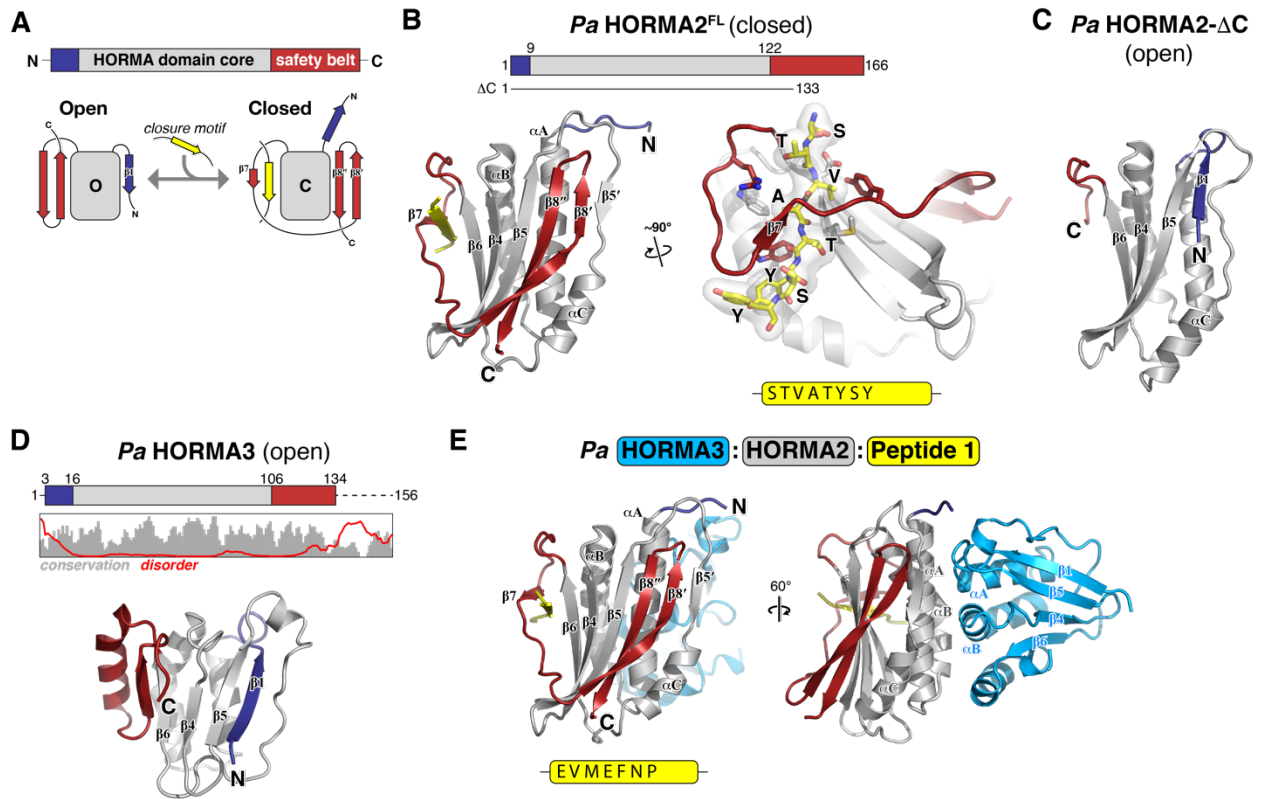 A
N
HORMA domain core
safety belt
C
Open
Closed
closure motif
C
O
β1
N
N
β7
C
β8″
β8′
C
B
Pa HORMA2FL (closed)
9
122
1
166
ΔC 1
133
αA
N
αB
β7
β6
β4
β5
β8″
β8′
β5′
αC
C
~90°
T
S
V
A
β7
T
Y
S
Y
STVATYSY
C
Pa HORMA2-ΔC
(open)
β1
C
β6
β4
β5
N
αC
D
Pa HORMA3 (open)
3
16
106
134
1
156
conservation disorder
C
β1
β6
β4
β5
N
E
Pa HORMA3 : HORMA2 : Peptide 1
αA
N
αB
β7
β6
β4
β5
β8″
β8′
β5′
αC
C
60°
αA
αB
αC
β1
αA
β5
β4
αB
β6
EVMEFNP